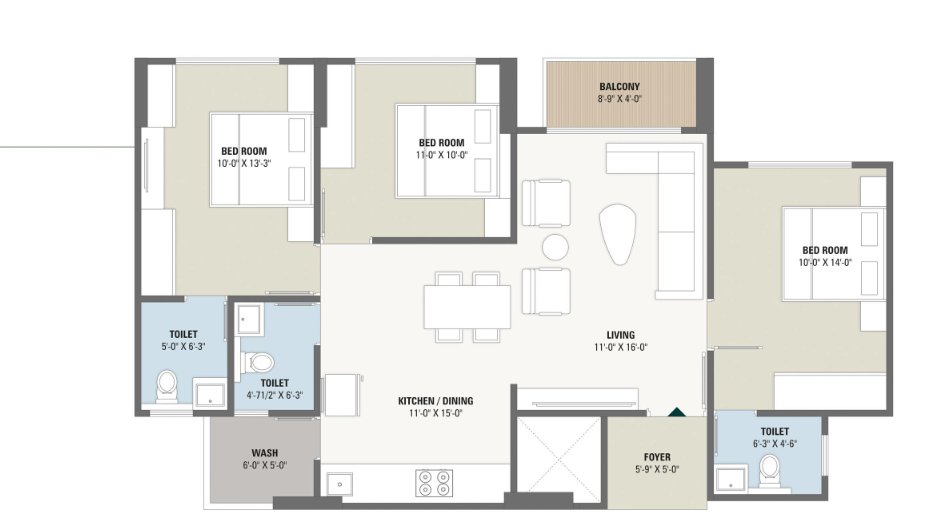 BALCONY
8'-9" X 4'-0"
BED ROOM
10'-0" X 13'-3"
BED ROOM
11'-0" X 10'-0"
BED ROOM
10'-0" X 14'-0"
TOILET
5'-0" X 6'-3"
LIVING
11'-0" X 16'-0"
TOILET
4'-71/2" X 6'-3"
KITCHEN / DINING
11'-0" X 15'-0"
TOILET
6'-3" X 4'-6"
WASH
6'-0" X 5'-0"
FOYER
5'-9" X 5'-0"